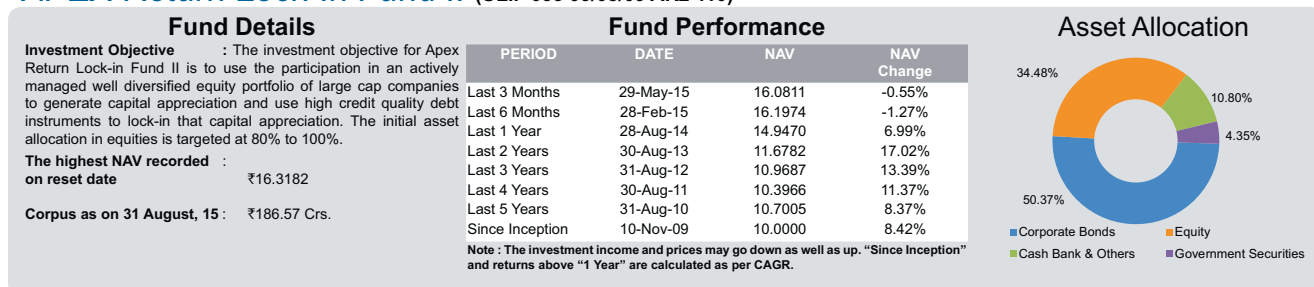 Fund Details
Investment Objective : The investment objective for Apex
Return Lock-in Fund II is to use the participation in an actively
managed well diversified equity portfolio of large cap companies
to generate capital appreciation and use high credit quality debt
instruments to lock-in that capital appreciation. The initial asset
allocation in equities is targeted at 80% to 100%.
The highest NAV recorded :
on reset date ₹16.3182
Corpus as on 31 August, 15 : ₹186.57 Crs.
Fund Performance
PERIOD DATE NAV NAV
Change
Last 3 Months 29-May-15 16.0811 -0.55%
Last 6 Months 28-Feb-15 16.1974 -1.27%
Last 1 Year 28-Aug-14 14.9470 6.99%
Last 2 Years 30-Aug-13 11.6782 17.02%
Last 3 Years 31-Aug-12 10.9687 13.39%
Last 4 Years 30-Aug-11 10.3966 11.37%
Last 5 Years 31-Aug-10 10.7005 8.37%
Since Inception 10-Nov-09 10.0000 8.42%
Note : The investment income and prices may go down as well as up. “Since Inception”
and returns above “1 Year” are calculated as per CAGR.
Asset Allocation
34.48%
10.80%
4.35%
50.37%
Corporate Bonds Equity
Cash Bank & Others Government Securities